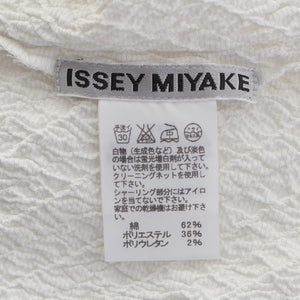 ISSEY MIYAKE
手洗イ
30
白物（生成色など）及び淡色
の場合は蛍光増白剤が入って
いない洗剤を使用して下さい。
クリーニングネットを使用して
下さい。
シャーリング部分にはアイロ
ンを当てないで下さい。
家庭での乾燥機はお避け下さ
い。
綿 62%
ポリエステル 36%
ポリウレタン 2%